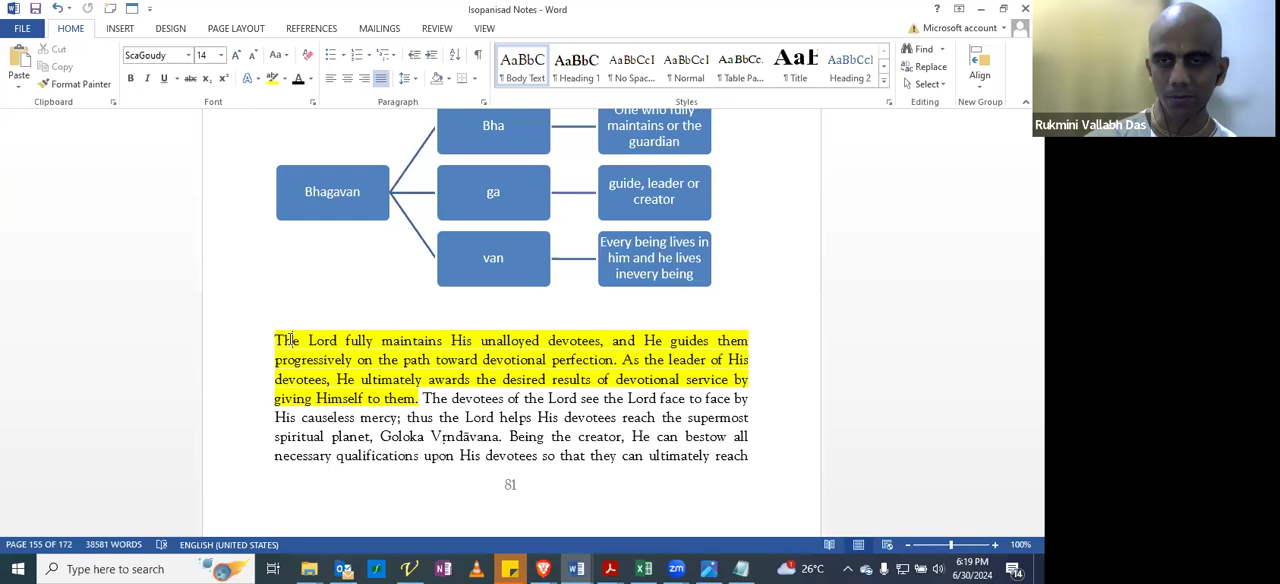 Isopanisad Notes - Word
FILE HOME INSERT DESIGN PAGE LAYOUT REFERENCES MAILINGS REVIEW VIEW Microsoft account
Cut
Copy
Format Painter
Paste
ScaGoudy 14
Aa
B I U abc x₂ x² A A
AaBbC AaBbC AaBbCcI AaBbCcI AaBbCc. AaB AaBbCcl
¶ Body Text ¶ Heading 1 ¶ No Spac... ¶ Normal ¶ Table Pa... ¶ Title Heading 2
Find
Replace
Select
Align
Clipboard Font Paragraph Styles Editing New Group
Rukmini Vallabh Das
Bha
One who fully
maintains or the
guardian
Bhagavan
ga
guide, leader or
creator
van
Every being lives in
him and he lives
inevery being
The Lord fully maintains His unalloyed devotees, and He guides them
progressively on the path toward devotional perfection. As the leader of His
devotees, He ultimately awards the desired results of devotional service by
giving Himself to them. The devotees of the Lord see the Lord face to face by
His causeless mercy; thus the Lord helps His devotees reach the supermost
spiritual planet, Goloka Vṛndāvana. Being the creator, He can bestow all
necessary qualifications upon His devotees so that they can ultimately reach
81
PAGE 155 OF 172 38581 WORDS ENGLISH (UNITED STATES) 100%
Type here to search
26°C
6:19 PM
6/30/2024
14